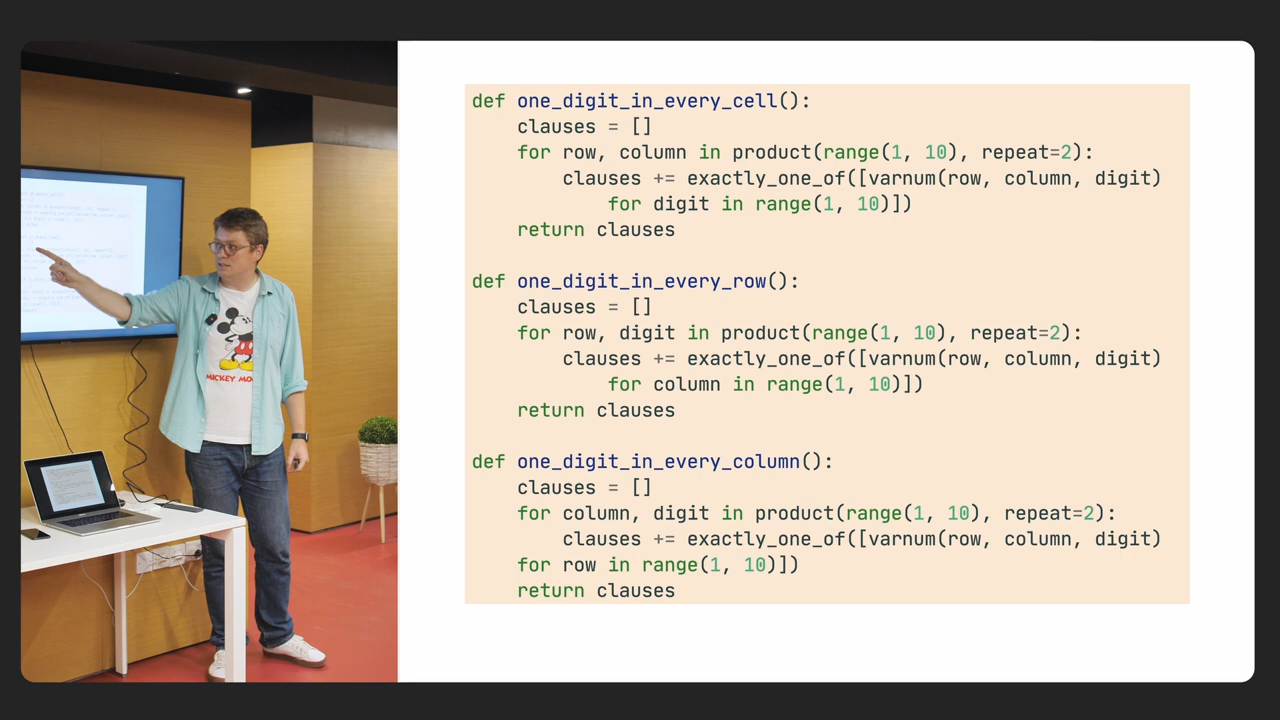 def one_digit_in_every_cell():
    clauses = []
    for row, column in product(range(1, 10), repeat=2):
        clauses += exactly_one_of([varnum(row, column, digit)
            for digit in range(1, 10)])
    return clauses
def one_digit_in_every_row():
    clauses = []
    for row, digit in product(range(1, 10), repeat=2):
        clauses += exactly_one_of([varnum(row, column, digit)
            for column in range(1, 10)])
    return clauses
def one_digit_in_every_column():
    clauses = []
    for column, digit in product(range(1, 10), repeat=2):
        clauses += exactly_one_of([varnum(row, column, digit)
    for row in range(1, 10)])
    return clauses
MICKEY